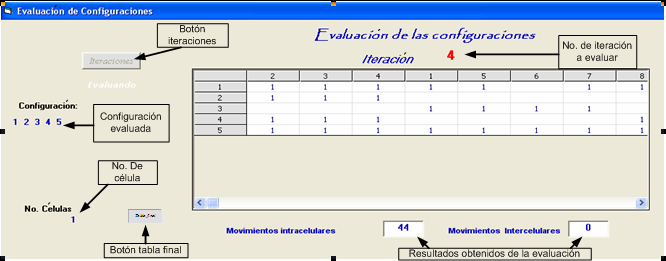 Evaluacion de Configuraciones
Botón iteraciones
Evaluación de las configuraciones
Iteraciones
Iteración 4
No. de iteración a evaluar
Evaluando
2 3 4 1 5 6 7 8
1 1 1 1 1 1 1 1
2 1 1 1
3 1 1 1 1
4 1 1 1 1
5 1 1 1 1 1 1 1 1
Configuración:
1 2 3 4 5
Configuración evaluada
No. De célula
No. Células
1
Botón tabla final
Movimientos intracelulares 44
Movimientos Intercelulares 0
Resultados obtenidos de la evaluación